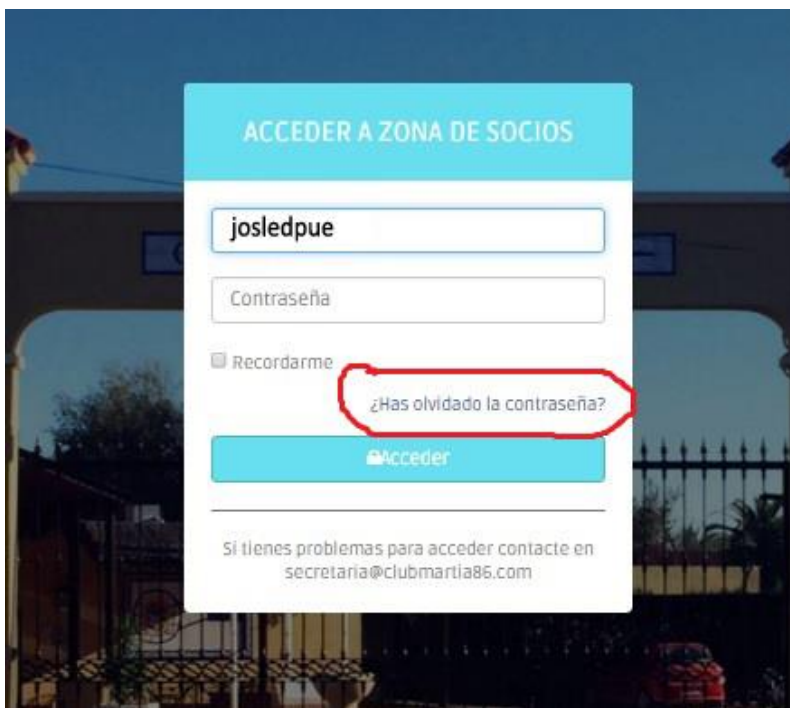 ACCEDER A ZONA DE SOCIOS
josledpue
Contraseña
Recordarme
¿Has olvidado la contraseña?
Acceder
Si tienes problemas para acceder contacte en
secretaria@clubmartia86.com